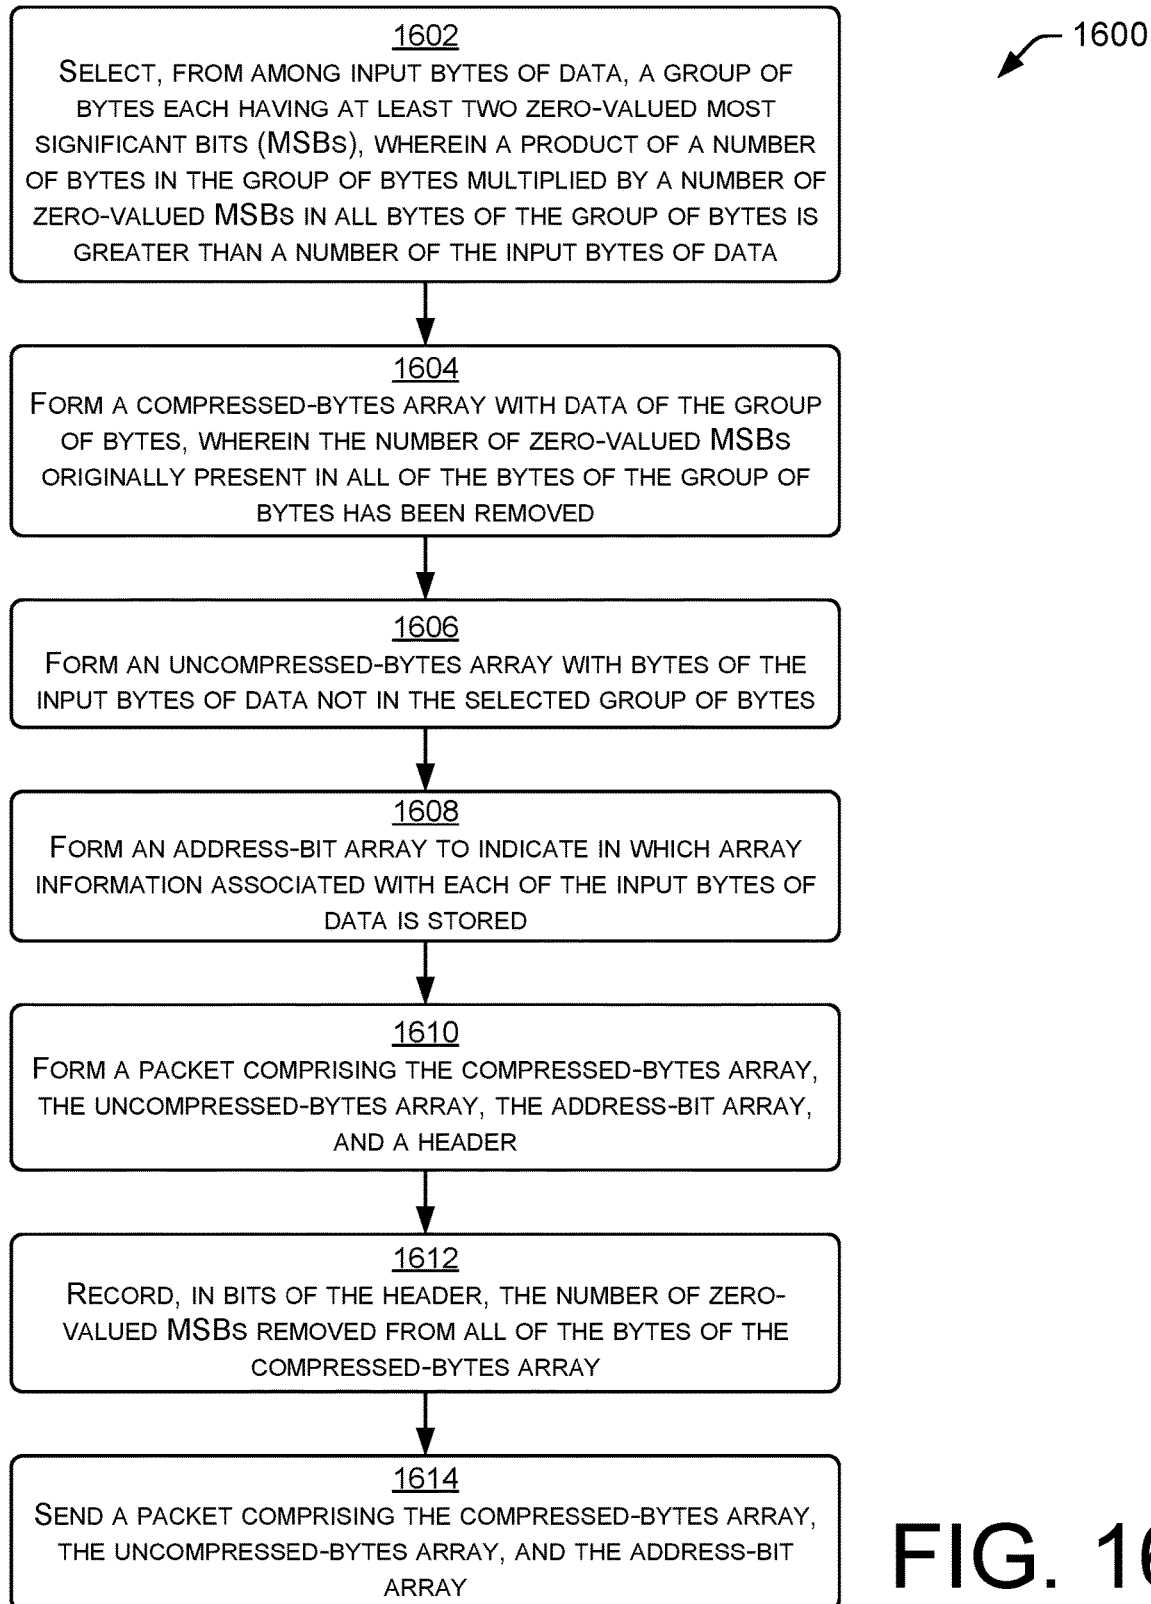 1600
1602
SELECT, FROM AMONG INPUT BYTES OF DATA, A GROUP OF
BYTES EACH HAVING AT LEAST TWO ZERO-VALUED MOST
SIGNIFICANT BITS (MSBS), WHEREIN A PRODUCT OF A NUMBER
OF BYTES IN THE GROUP OF BYTES MULTIPLIED BY A NUMBER OF
ZERO-VALUED MSBS IN ALL BYTES OF THE GROUP OF BYTES IS
GREATER THAN A NUMBER OF THE INPUT BYTES OF DATA
1604
FORM A COMPRESSED-BYTES ARRAY WITH DATA OF THE GROUP
OF BYTES, WHEREIN THE NUMBER OF ZERO-VALUED MSBS
ORIGINALLY PRESENT IN ALL OF THE BYTES OF THE GROUP OF
BYTES HAS BEEN REMOVED
1606
FORM AN UNCOMPRESSED-BYTES ARRAY WITH BYTES OF THE
INPUT BYTES OF DATA NOT IN THE SELECTED GROUP OF BYTES
1608
FORM AN ADDRESS-BIT ARRAY TO INDICATE IN WHICH ARRAY
INFORMATION ASSOCIATED WITH EACH OF THE INPUT BYTES OF
DATA IS STORED
1610
FORM A PACKET COMPRISING THE COMPRESSED-BYTES ARRAY,
THE UNCOMPRESSED-BYTES ARRAY, THE ADDRESS-BIT ARRAY,
AND A HEADER
1612
RECORD, IN BITS OF THE HEADER, THE NUMBER OF ZERO-
VALUED MSBS REMOVED FROM ALL OF THE BYTES OF THE
COMPRESSED-BYTES ARRAY
1614
SEND A PACKET COMPRISING THE COMPRESSED-BYTES ARRAY,
THE UNCOMPRESSED-BYTES ARRAY, AND THE ADDRESS-BIT
ARRAY
FIG. 16